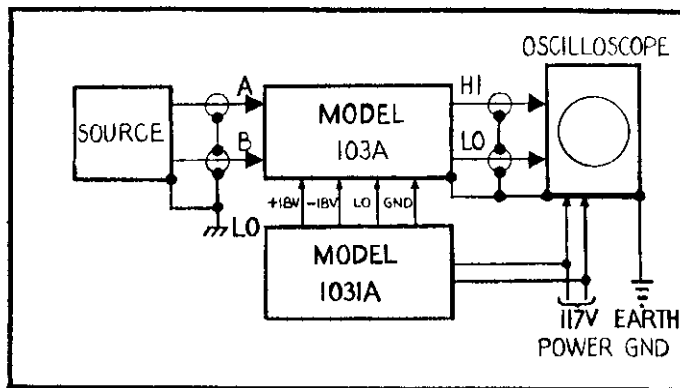 OSCILLOSCOPE
SOURCE
A
B
MODEL
103A
HI
LO
+18V -18V LO GND
LO
MODEL
1031A
117V EARTH
POWER GND